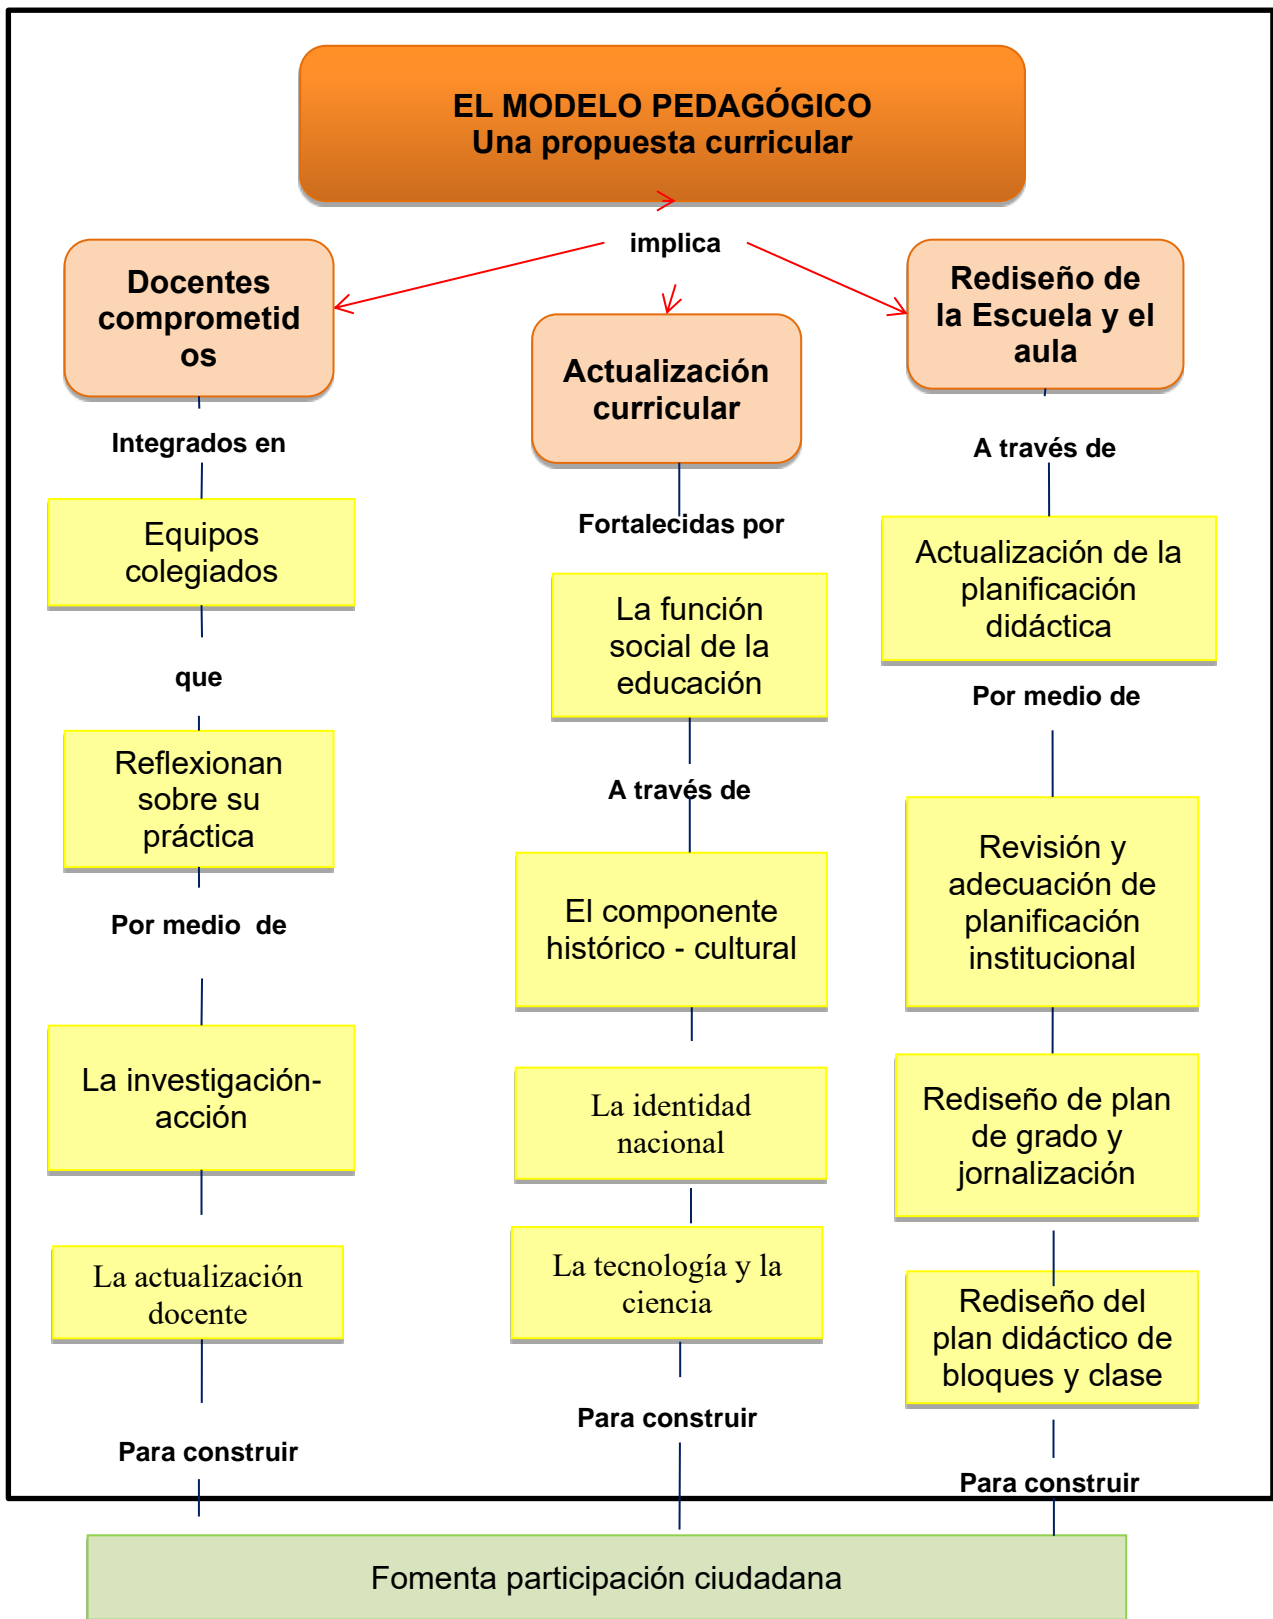 EL MODELO PEDAGÓGICO
Una propuesta curricular
implica
Docentes
comprometid
os
Integrados en
Equipos
colegiados
que
Reflexionan
sobre su
práctica
Por medio  de
La investigación-
acción
La actualización
docente
Para construir
Actualización
curricular
Fortalecidas por
La función
social de la
educación
A través de
El componente
histórico - cultural
La identidad
nacional
La tecnología y la
ciencia
Para construir
Rediseño de
la Escuela y el
aula
A través de
Actualización de la
planificación
didáctica
Por medio de
Revisión y
adecuación de
planificación
institucional
Rediseño de plan
de grado y
jornalización
Rediseño del
plan didáctico de
bloques y clase
Para construir
Fomenta participación ciudadana